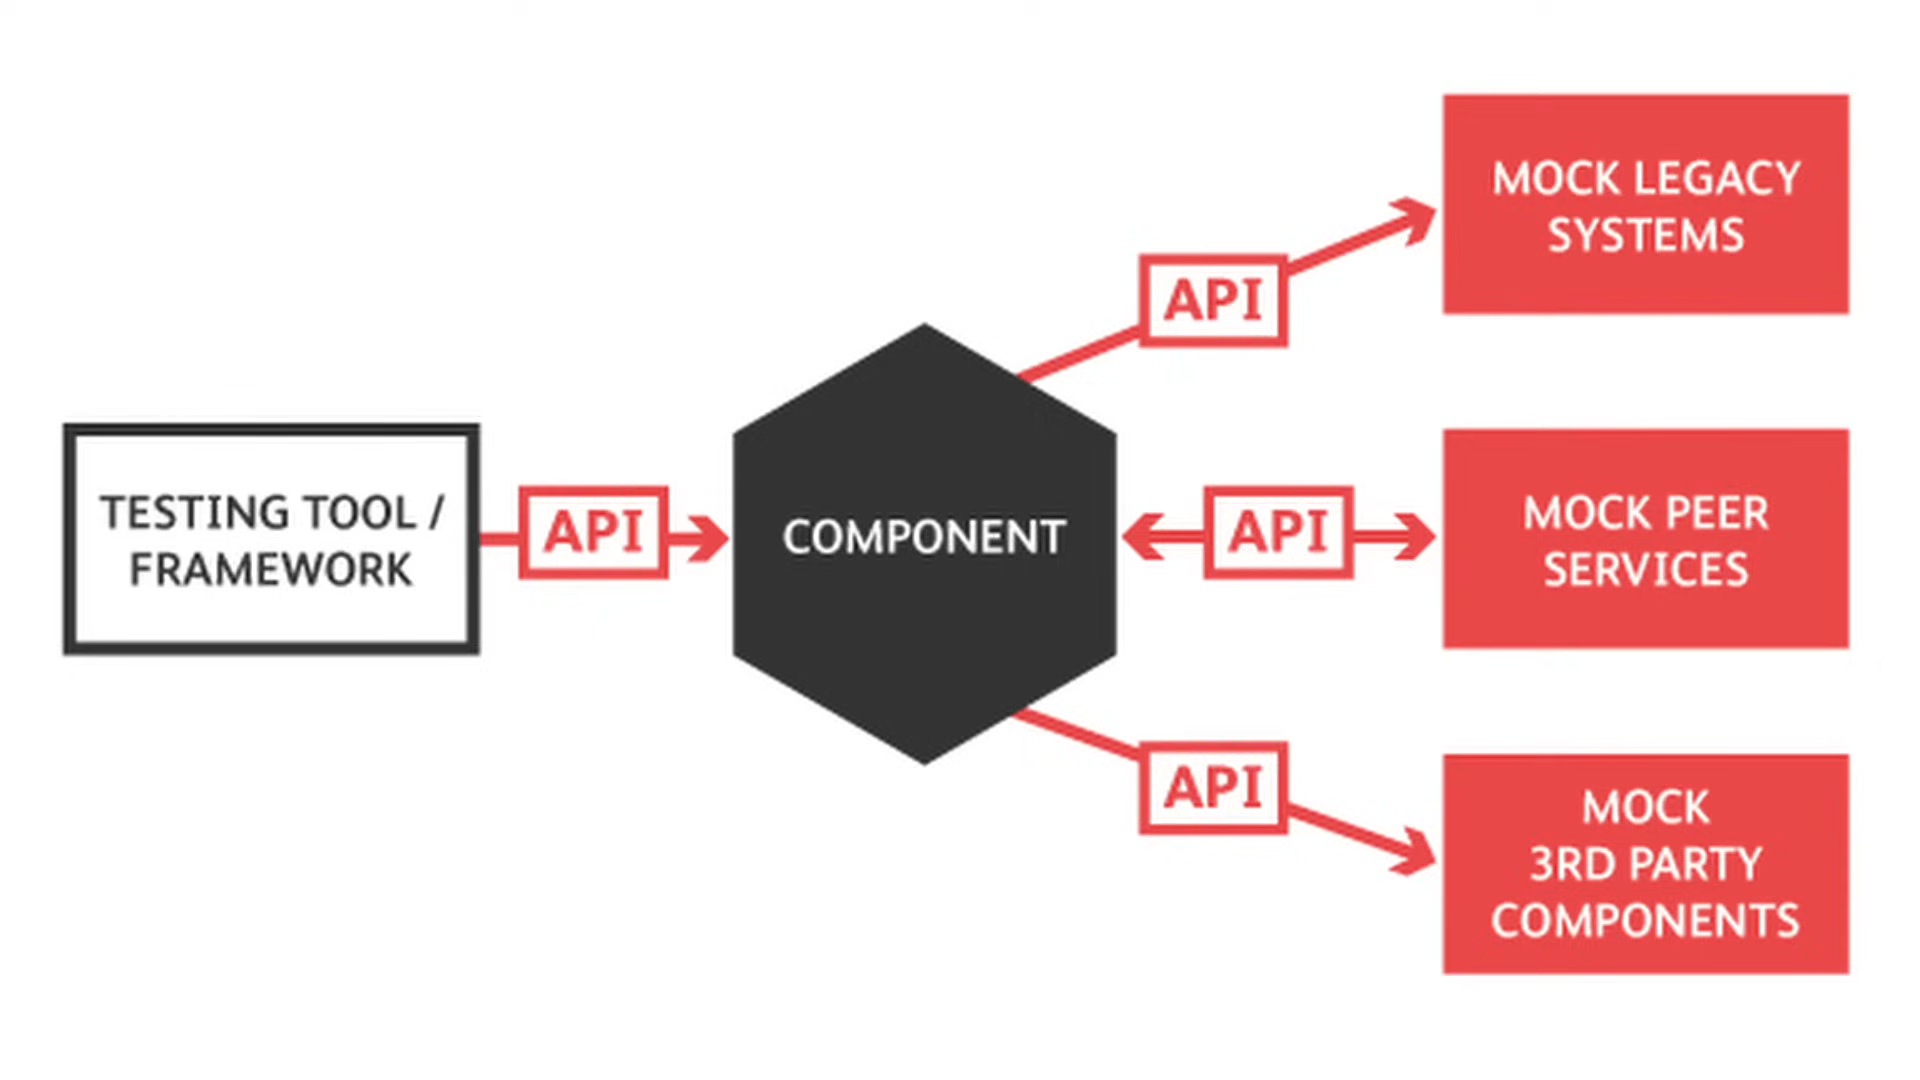 TESTING TOOL /
FRAMEWORK
API
COMPONENT
API
MOCK LEGACY
SYSTEMS
API
MOCK PEER
SERVICES
API
MOCK
3RD PARTY
COMPONENTS